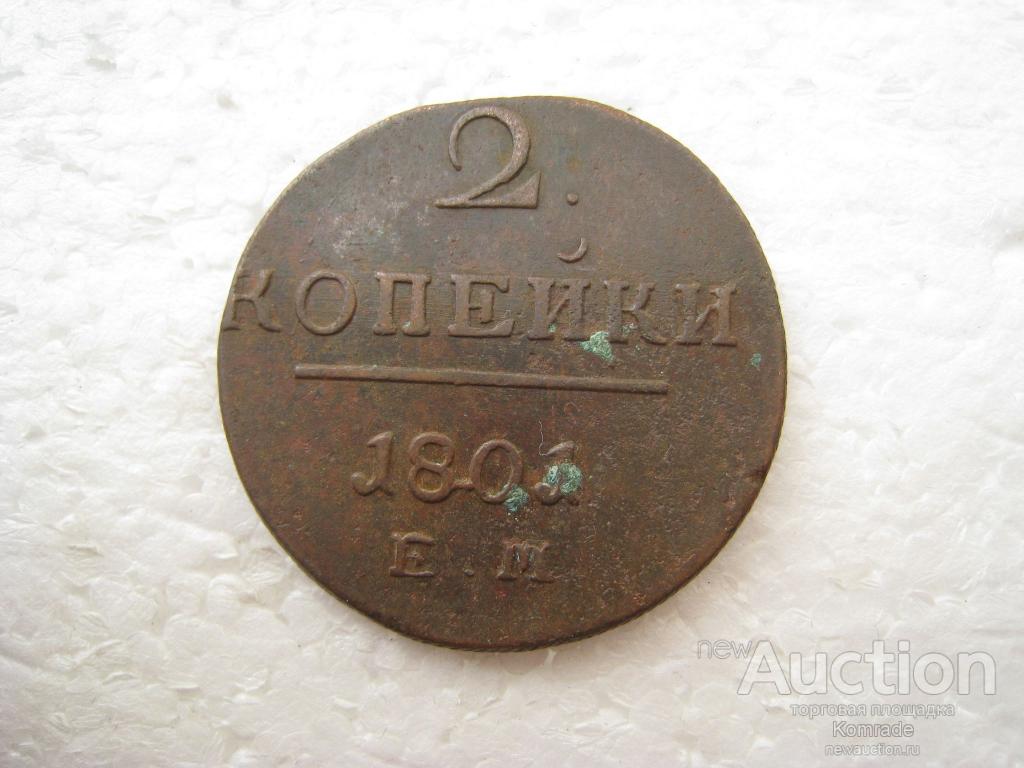 2.
КОПЕЙКИ
1801
Е.М
newAuction
торговая площадка
Komrade
newauction.ru